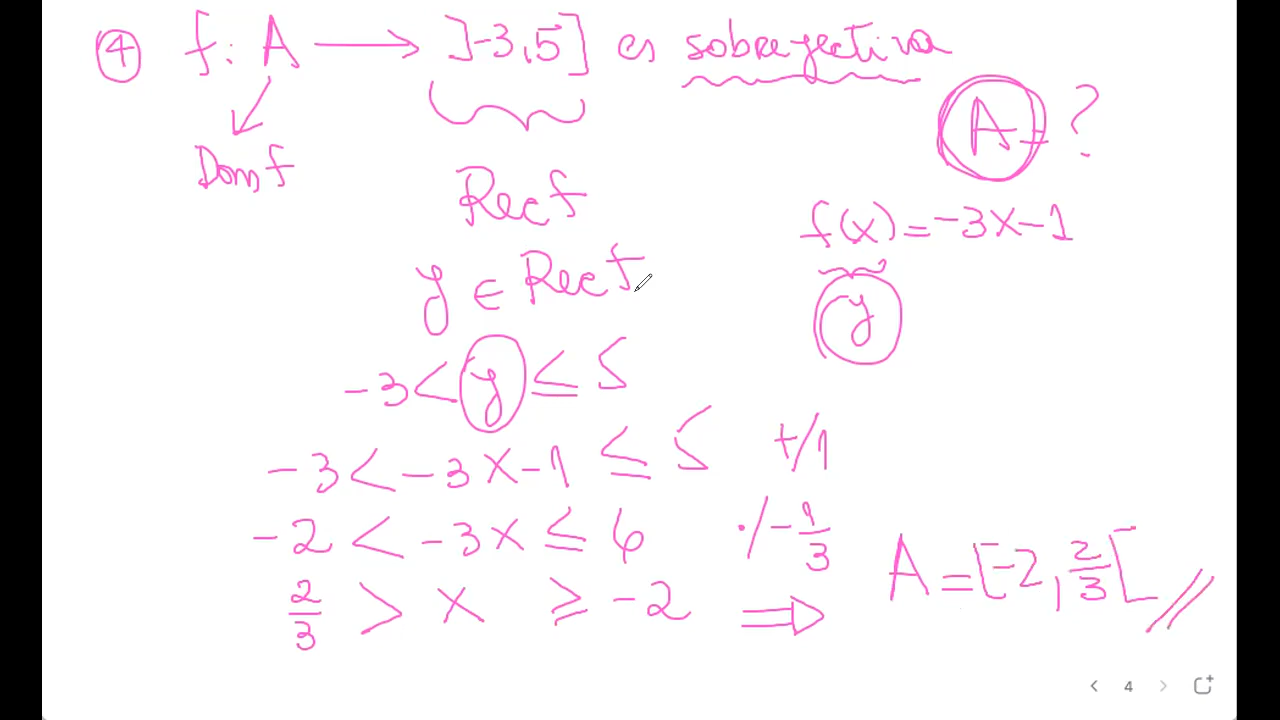 ④ f: A → ]-3,5] es sobreyectiva
A = ?
Dom f
Rec f
f(x) = -3x-1
y
y ∈ Rec f
-3 < y ≤ 5
-3 < -3x-1 ≤ 5 +/1
-2 < -3x ≤ 6 ·/-1/3
2/3 > x ≥ -2 ⇒ A = [-2, 2/3[ //
< 4 >